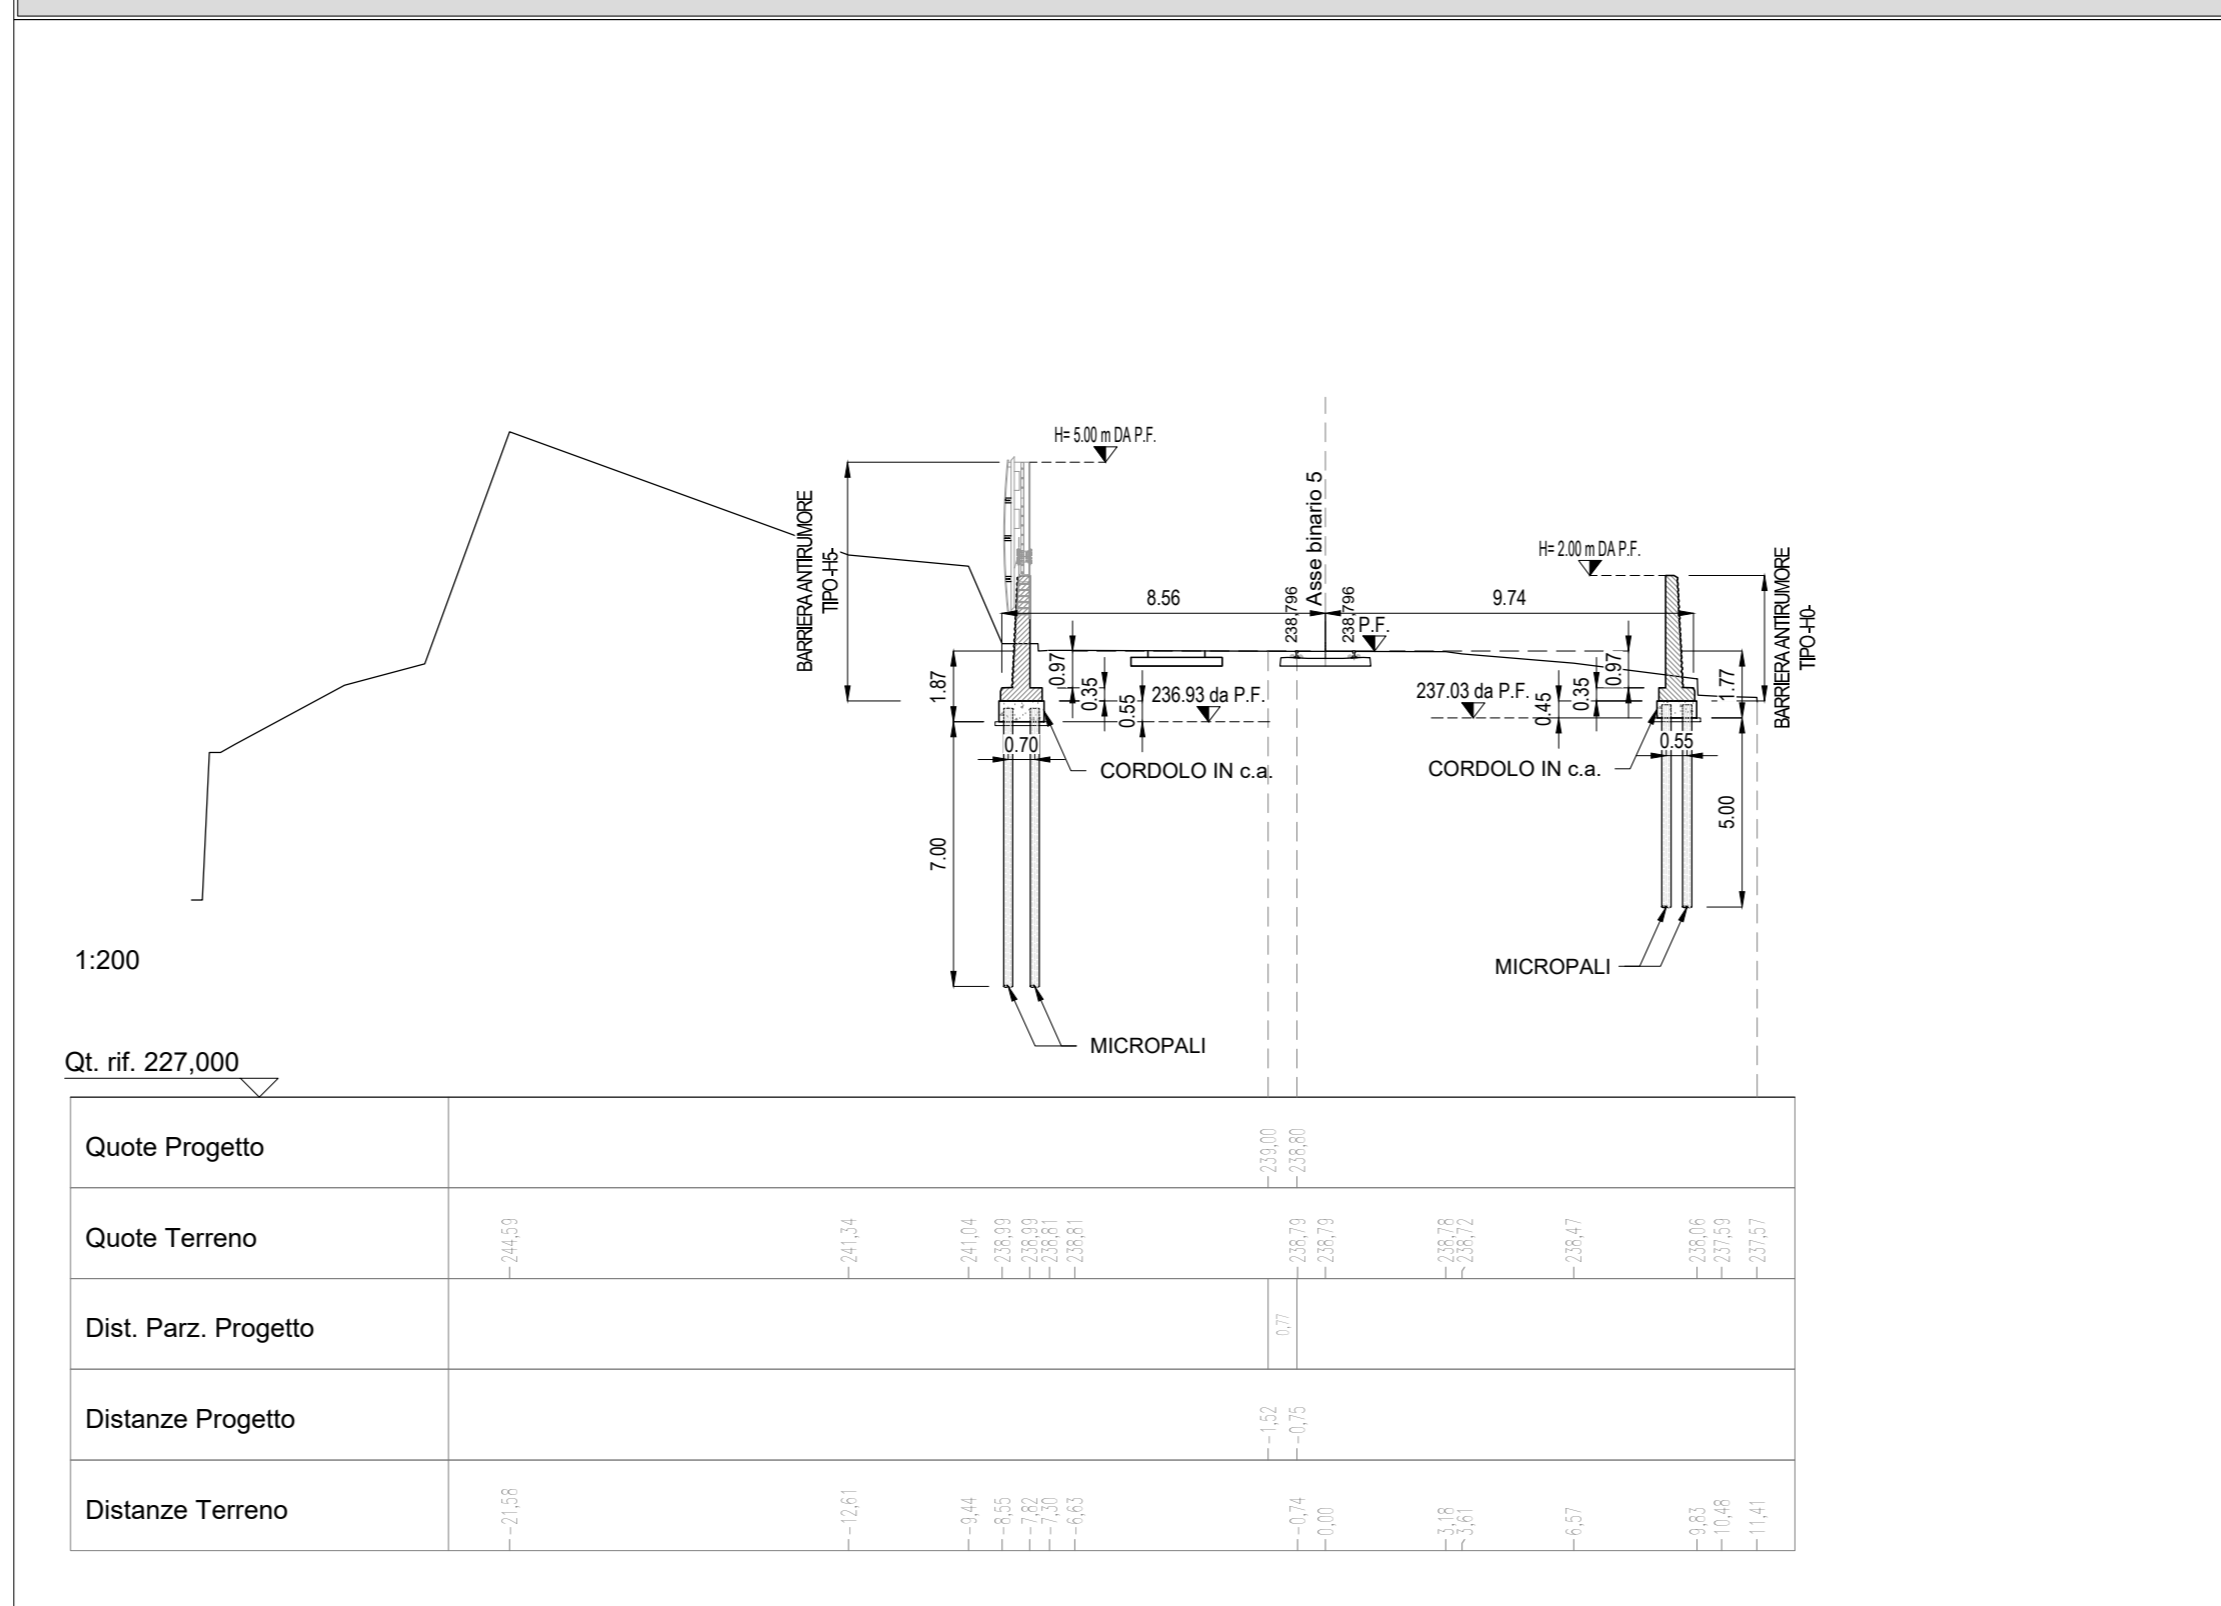 H= 5.00 m DA P.F.
BARRIERA ANTIRUMORE
TIPO-H5-
Asse binario 5
H= 2.00 m DA P.F.
BARRIERA ANTIRUMORE
TIPO-H0-
8.56
238,796
238,796
9.74
P.F.
1.87
0.97
0.35
0.55
236.93 da P.F.
237.03 da P.F.
0.45
0.35
0.97
1.77
0.70
CORDOLO IN c.a.
CORDOLO IN c.a.
0.55
7.00
5.00
1:200
MICROPALI
MICROPALI
Qt. rif. 227,000
Quote Progetto
239,00
238,80
Quote Terreno
244,59
241,34
241,04
238,99
238,99
238,81
238,81
238,79
238,79
238,78
238,72
238,47
238,06
237,59
237,57
Dist. Parz. Progetto
0,77
Distanze Progetto
-1,52
-0,75
Distanze Terreno
-21,58
-12,61
-9,44
-8,55
-7,82
-7,30
-6,63
-0,74
0,00
3,18
3,61
6,57
9,83
10,48
11,41